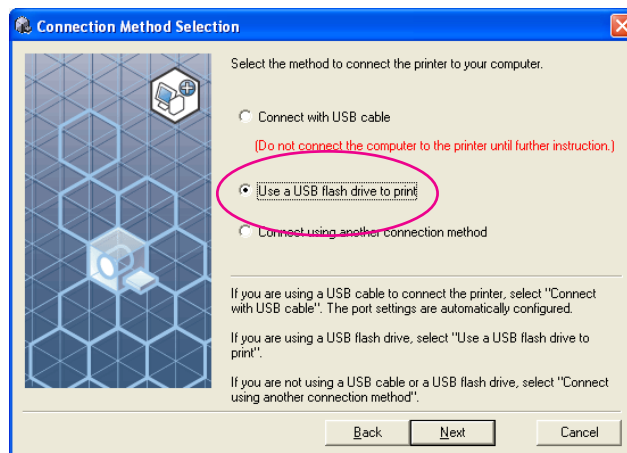 Connection Method Selection
Select the method to connect the printer to your computer.
Connect with USB cable
(Do not connect the computer to the printer until further instruction.)
Use a USB flash drive to print
Connect using another connection method
If you are using a USB cable to connect the printer, select "Connect
with USB cable". The port settings are automatically configured.
If you are using a USB flash drive, select "Use a USB flash drive to
print".
If you are not using a USB cable or a USB flash drive, select "Connect
using another connection method".
Back
Next
Cancel